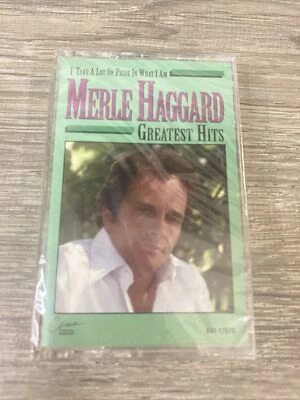 I Take A Lot Of Pride In What I Am
MERLE HAGGARD
GREATEST HITS